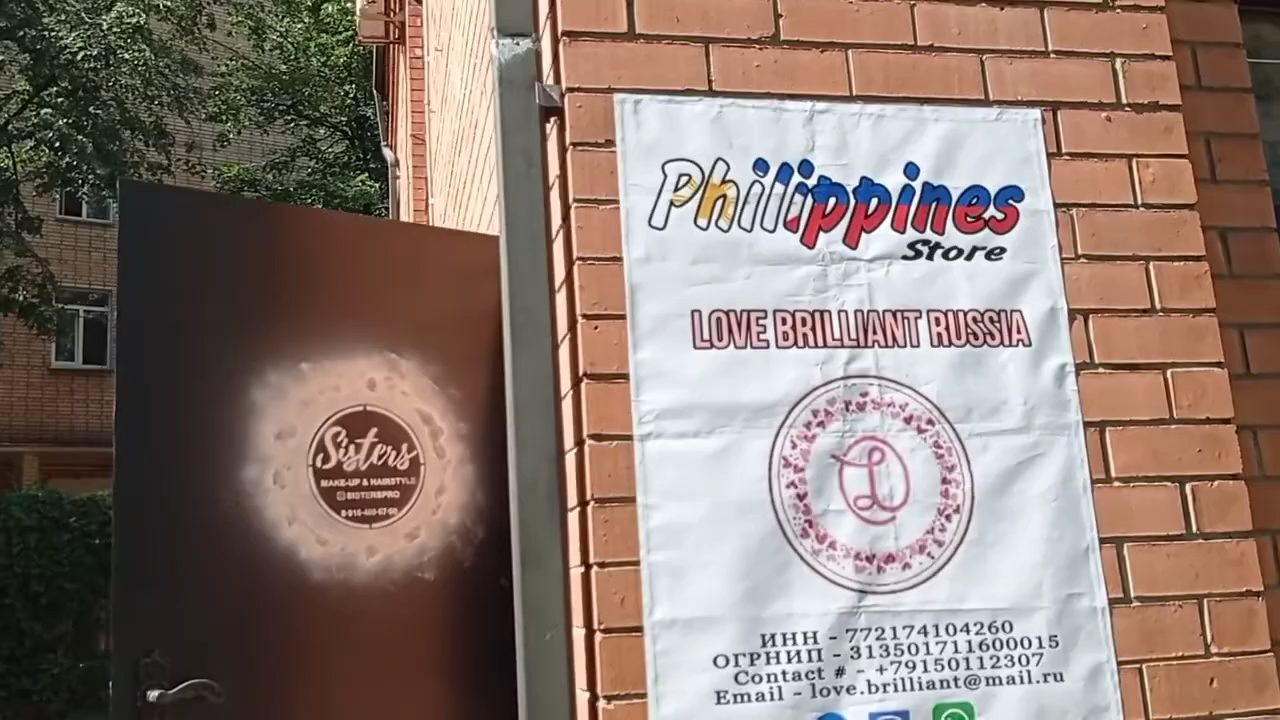 Sisters
MAKE-UP & HAIRSTYLE
SISTERSPRO
Philippines
Store
LOVE BRILLIANT RUSSIA
L
ИНН - 772174104260
ОГРНИП - 313501711600015
Contact # - +79150112307
Email - love.brilliant@mail.ru